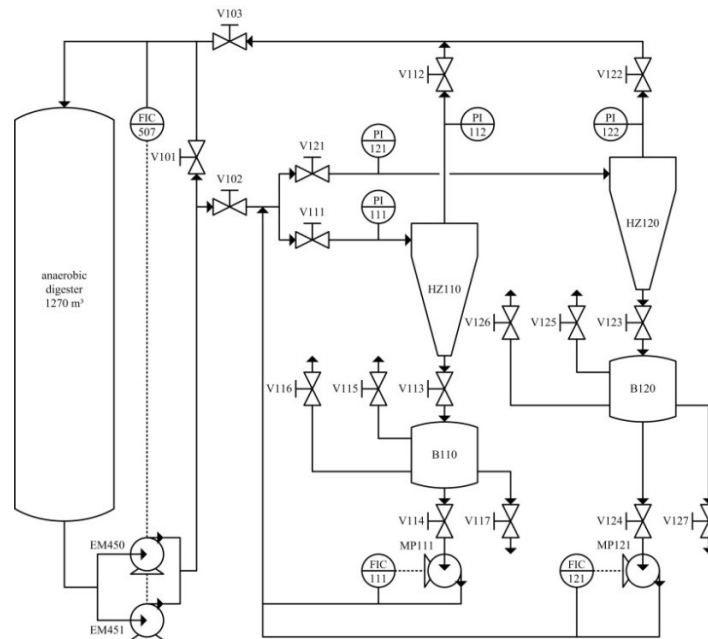 V103
V112
V122
FIC
507
PI
121
PI
112
PI
122
V101
V121
V102
PI
111
V111
HZ120
anaerobic
digester
1270 m³
HZ110
V126
V125
V123
V116
V115
V113
B120
B110
V114
V117
V124
V127
EM450
MP111
MP121
FIC
111
FIC
121
EM451